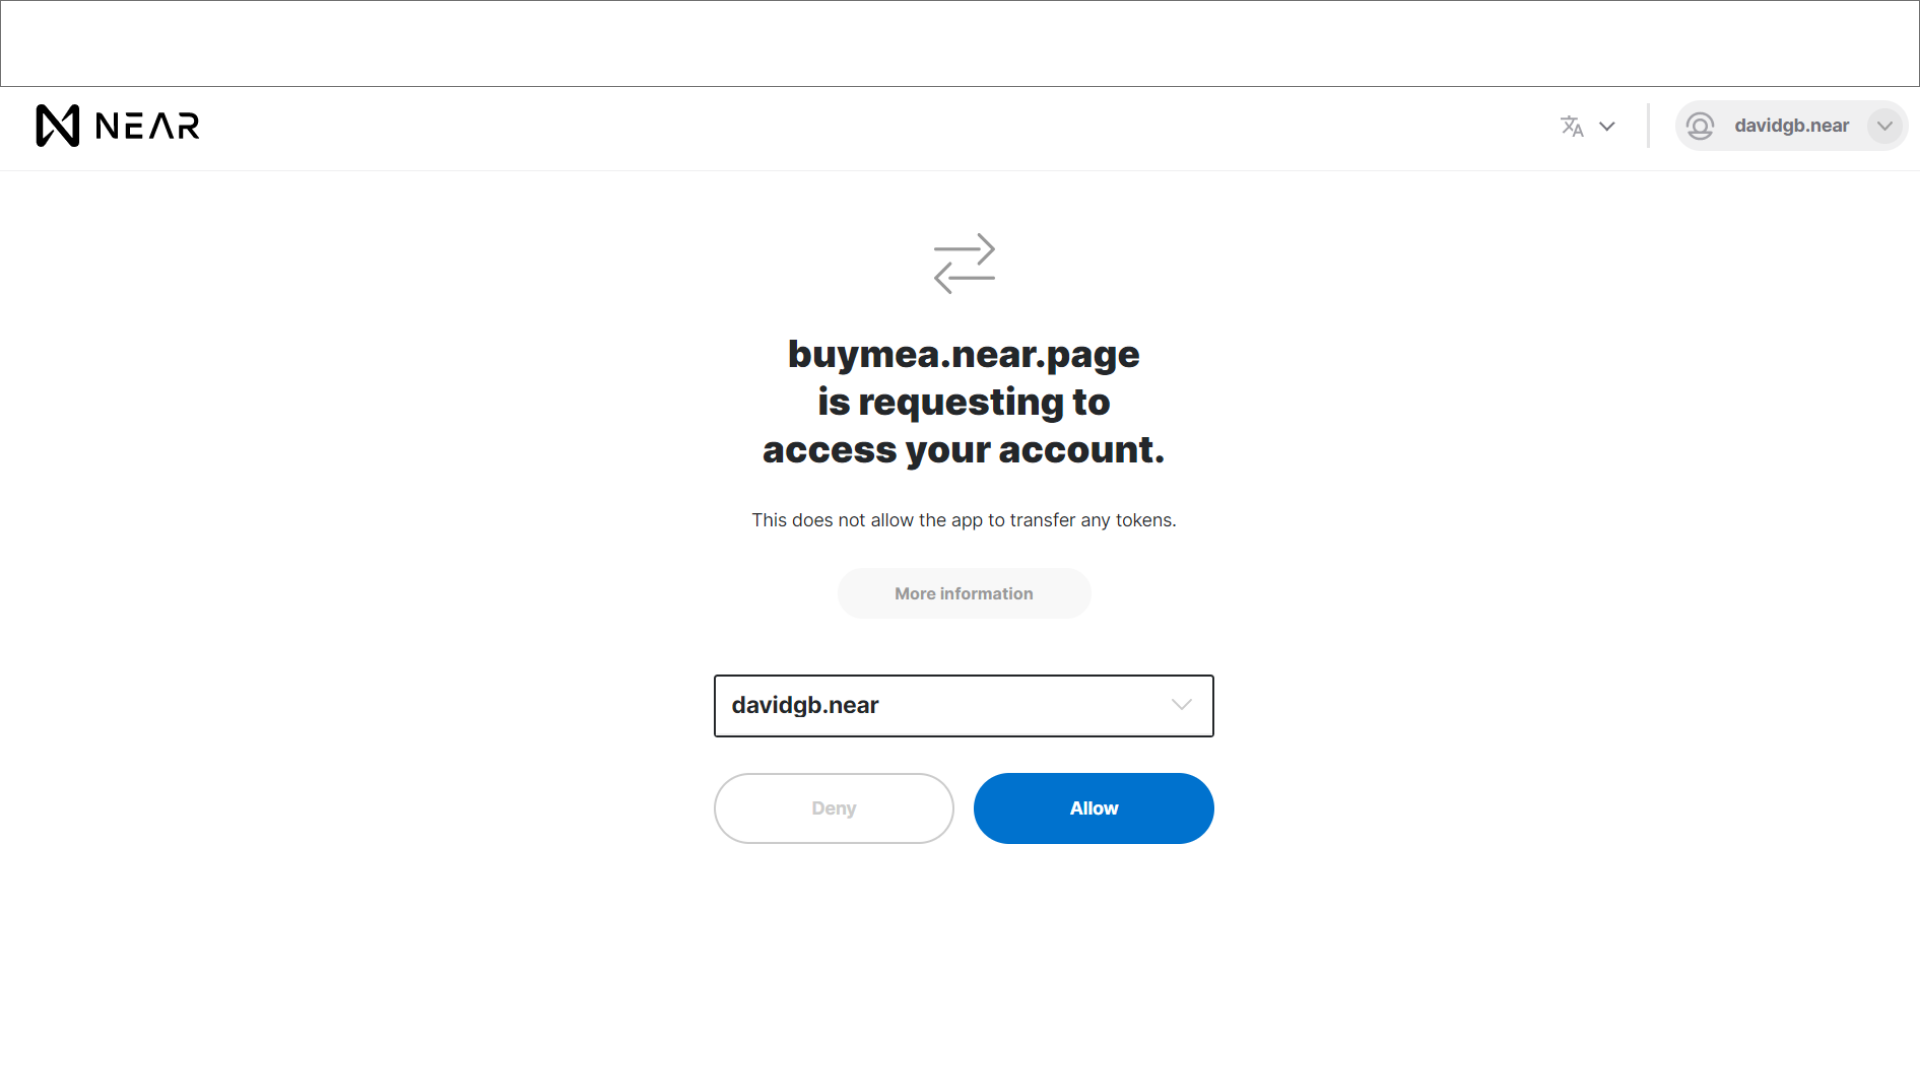 NEAR
davidgb.near
buymea.near.page
is requesting to
access your account.
This does not allow the app to transfer any tokens.
More information
davidgb.near
Deny
Allow